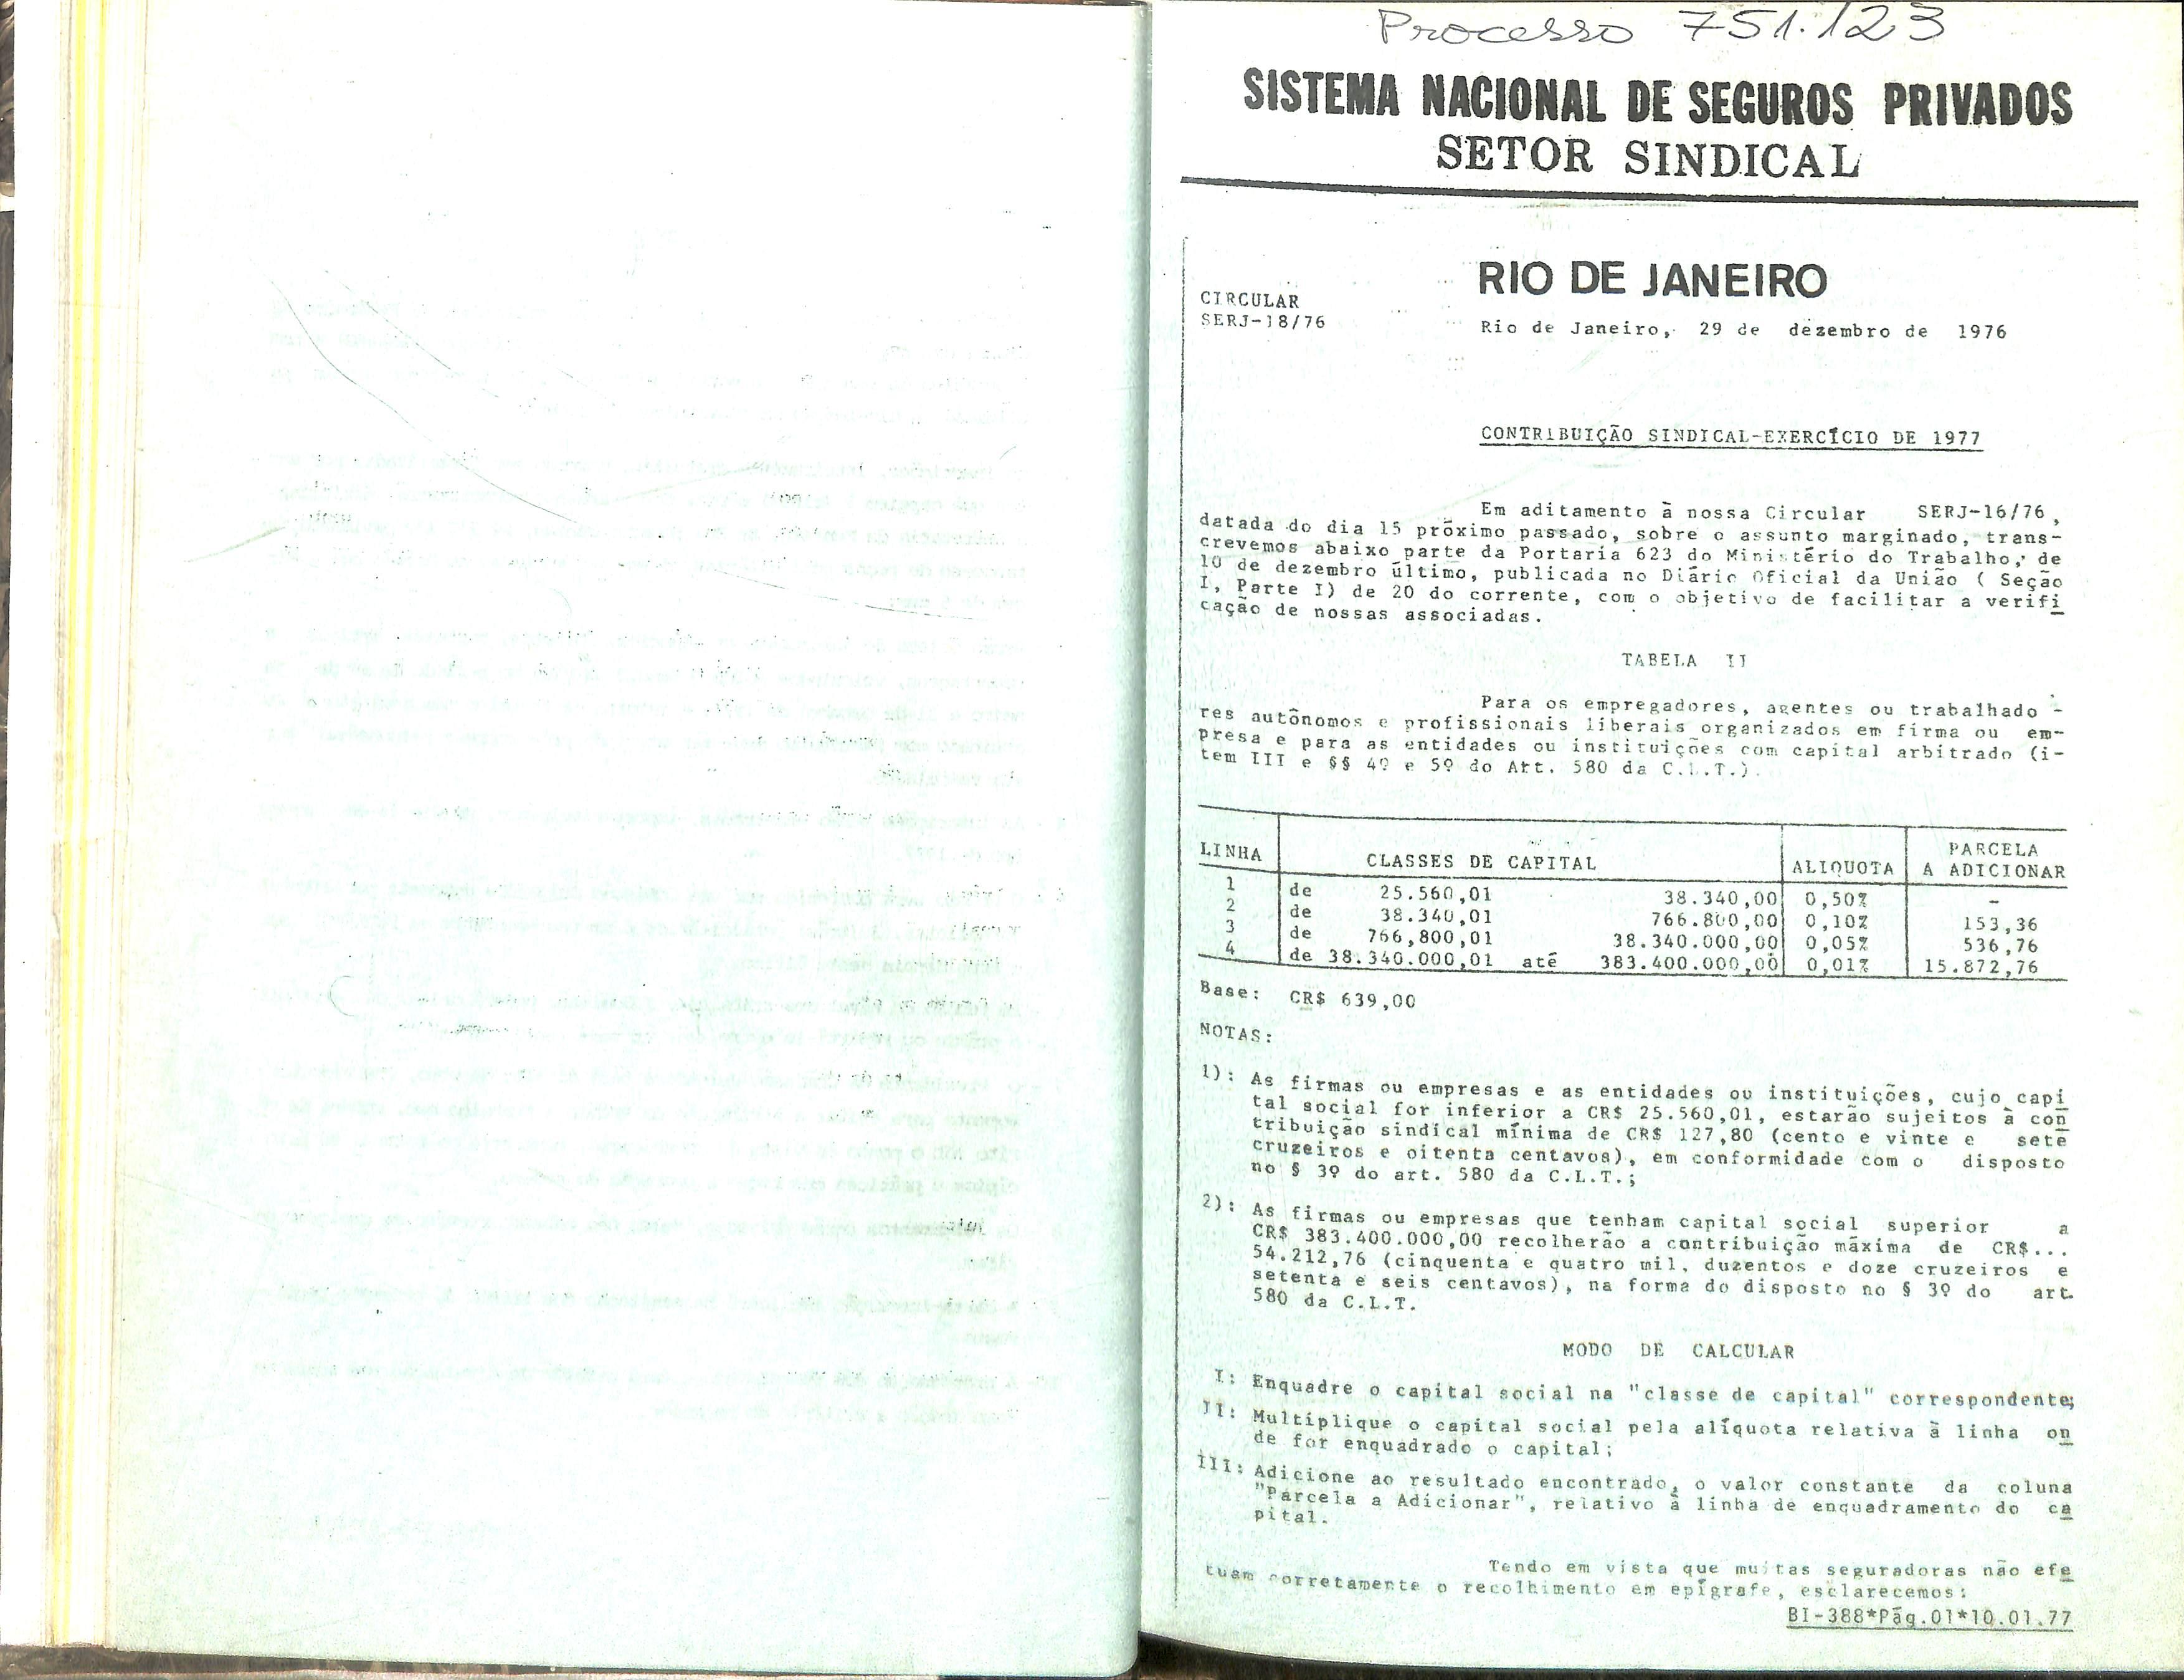 Processo 751.123
SISTEMA NACIONAL DE SEGUROS PRIVADOS
SETOR SINDICAL
RIO DE JANEIRO
CIRCULAR
SERJ-18/76
Rio de Janeiro, 29 de dezembro de 1976
CONTRIBUIÇÃO SINDICAL-EXERCÍCIO DE 1977
Em aditamento à nossa Circular SERJ-16/76,
datada do dia 15 próximo passado, sobre o assunto marginado, trans-
crevemos abaixo parte da Portaria 623 do Ministério do Trabalho, de
10 de dezembro último, publicada no Diário Oficial da União ( Seção
I, Parte I) de 20 do corrente, com o objetivo de facilitar a verifi
cação de nossas associadas.
TABELA II
Para os empregadores, agentes ou trabalhado -
res autônomos e profissionais liberais organizados em firma ou em-
presa e para as entidades ou instituições com capital arbitrado (i-
tem III e §§ 4º e 5º do Art. 580 da C.L.T.).
LINHA CLASSES DE CAPITAL ALIQUOTA PARCELA A ADICIONAR
1 de 25.560,01 38.340,00 0,50% -
2 de 38.340,01 766.800,00 0,10% 153,36
3 de 766,800,01 38.340.000,00 0,05% 536,76
4 de 38.340.000,01 até 383.400.000,00 0,01% 15.872,76
Base: CR$ 639,00
NOTAS:
1): As firmas ou empresas e as entidades ou instituições, cujo capi
tal social for inferior a CR$ 25.560,01, estarão sujeitos à con
tribuição sindical mínima de CR$ 127,80 (cento e vinte e sete
cruzeiros e oitenta centavos), em conformidade com o disposto
no § 3º do art. 580 da C.L.T.;
2): As firmas ou empresas que tenham capital social superior a
CR$ 383.400.000,00 recolherão a contribuição máxima de CR$...
54.212,76 (cinquenta e quatro mil, duzentos e doze cruzeiros e
setenta e seis centavos), na forma do disposto no § 3º do art.
580 da C.L.T.
MODO DE CALCULAR
I: Enquadre o capital social na "classe de capital" correspondente;
II: Multiplique o capital social pela alíquota relativa à linha on
de for enquadrado o capital;
III: Adicione ao resultado encontrado, o valor constante da coluna
"Parcela a Adicionar", relativo à linha de enquadramento do ca
pital.
Tendo em vista que muitas seguradoras não efe
tuam corretamente o recolhimento em epígrafe, esclarecemos:
BI-388*Pág.01*10.01.77